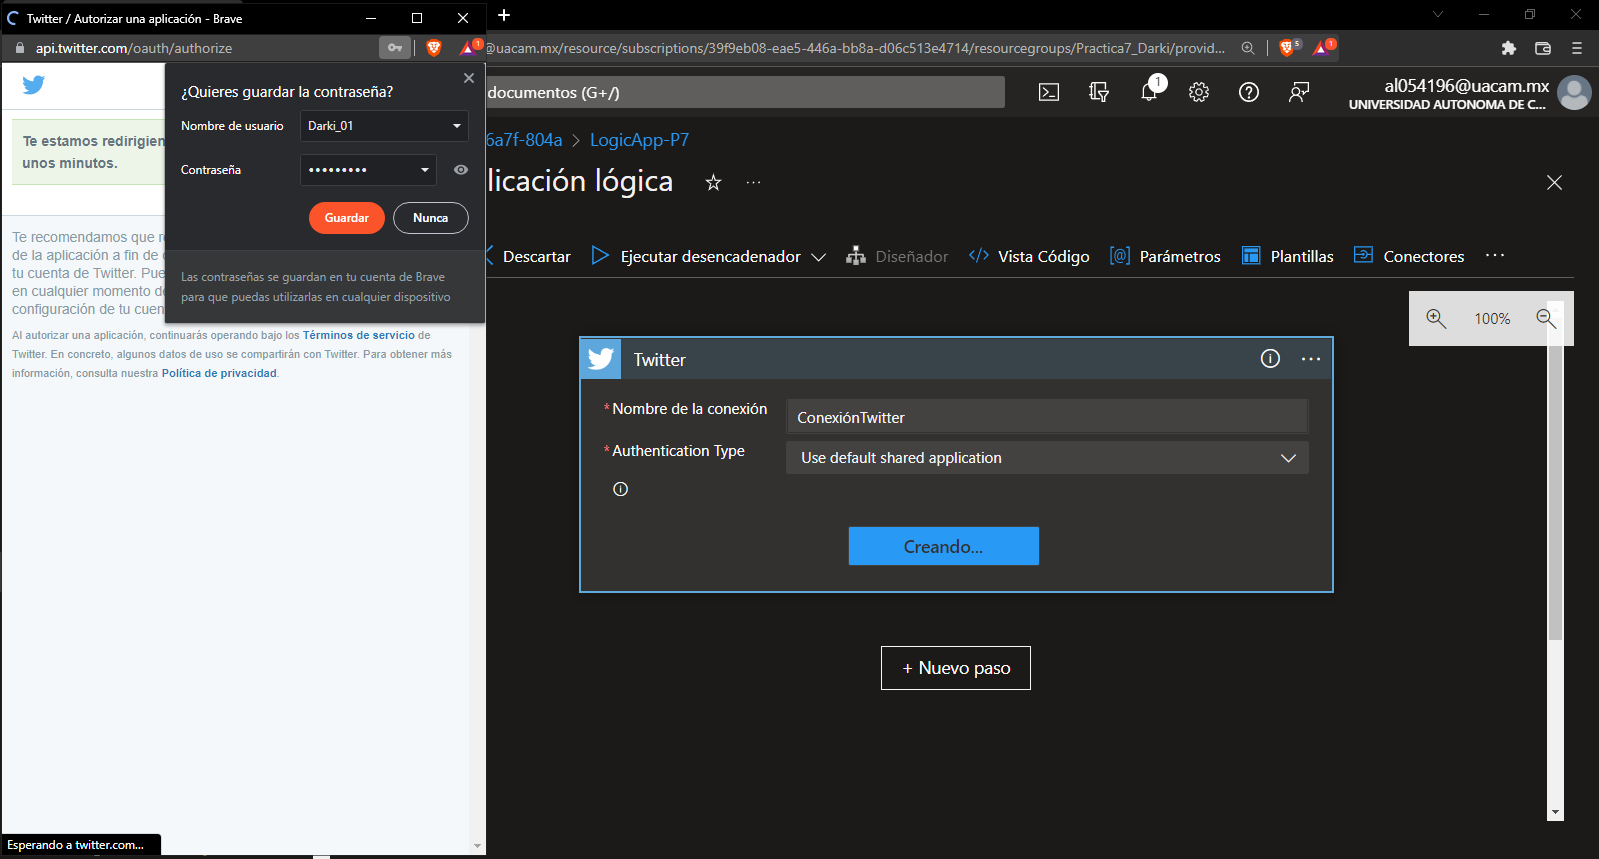 Twitter / Autorizar una aplicación - Brave
api.twitter.com/oauth/authorize
1
@uacam.mx/resource/subscriptions/39f9eb08-eae5-446a-bb8a-d06c513e4714/resourcegroups/Practica7_Darki/provid...
5
1
¿Quieres guardar la contraseña?
Nombre de usuario
Darki_01
Contraseña
•••••••••
Guardar
Nunca
Las contraseñas se guardan en tu cuenta de Brave
para que puedas utilizarlas en cualquier dispositivo
Te estamos redirigien
unos minutos.
Te recomendamos que r
de la aplicación a fin de
tu cuenta de Twitter. Pue
en cualquier momento de
configuración de tu cuen
Al autorizar una aplicación, continuarás operando bajo los Términos de servicio de
Twitter. En concreto, algunos datos de uso se compartirán con Twitter. Para obtener más
información, consulta nuestra Política de privacidad.
Esperando a twitter.com...
documentos (G+/)
1
al054196@uacam.mx
UNIVERSIDAD AUTONOMA DE C...
6a7f-804a > LogicApp-P7
licación lógica
Descartar
Ejecutar desencadenador
Diseñador
Vista Código
Parámetros
Plantillas
Conectores
100%
Twitter
*Nombre de la conexión
ConexiónTwitter
*Authentication Type
Use default shared application
Creando...
+ Nuevo paso